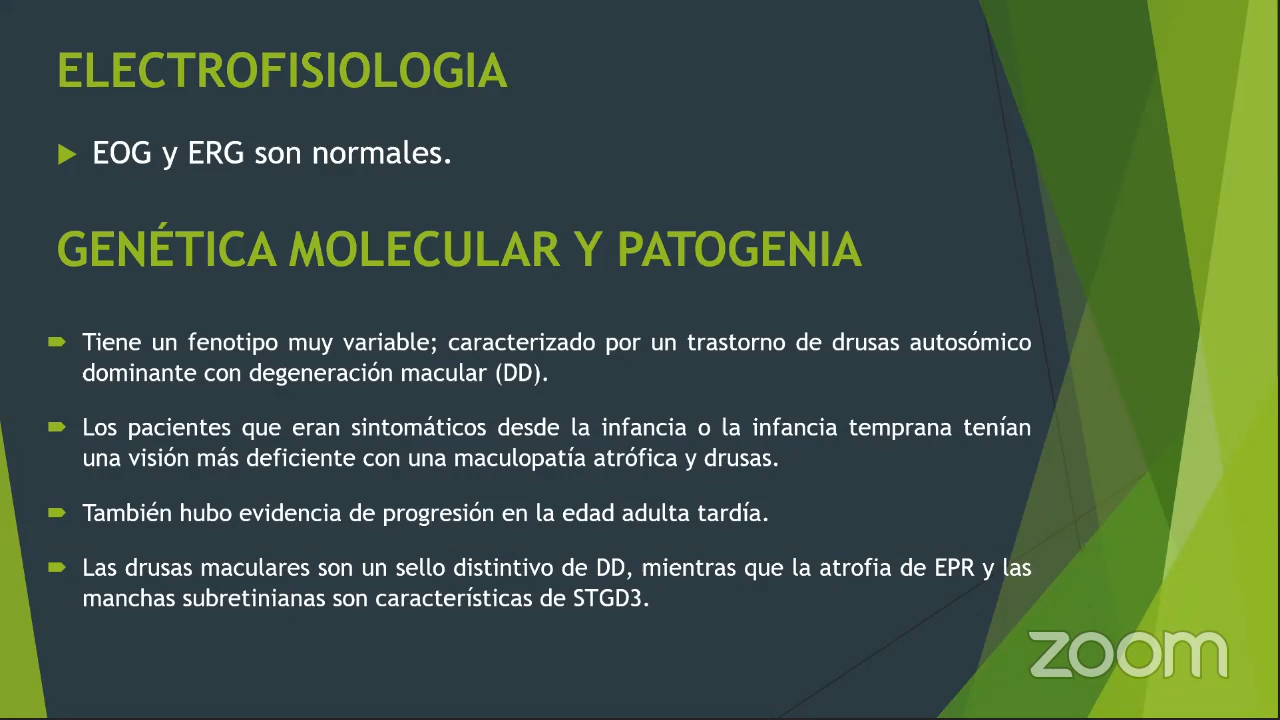 ELECTROFISIOLOGIA
EOG y ERG son normales.
GENÉTICA MOLECULAR Y PATOGENIA
Tiene un fenotipo muy variable; caracterizado por un trastorno de drusas autosómico
dominante con degeneración macular (DD).
Los pacientes que eran sintomáticos desde la infancia o la infancia temprana tenían
una visión más deficiente con una maculopatía atrófica y drusas.
También hubo evidencia de progresión en la edad adulta tardía.
Las drusas maculares son un sello distintivo de DD, mientras que la atrofia de EPR y las
manchas subretinianas son características de STGD3.
zoom